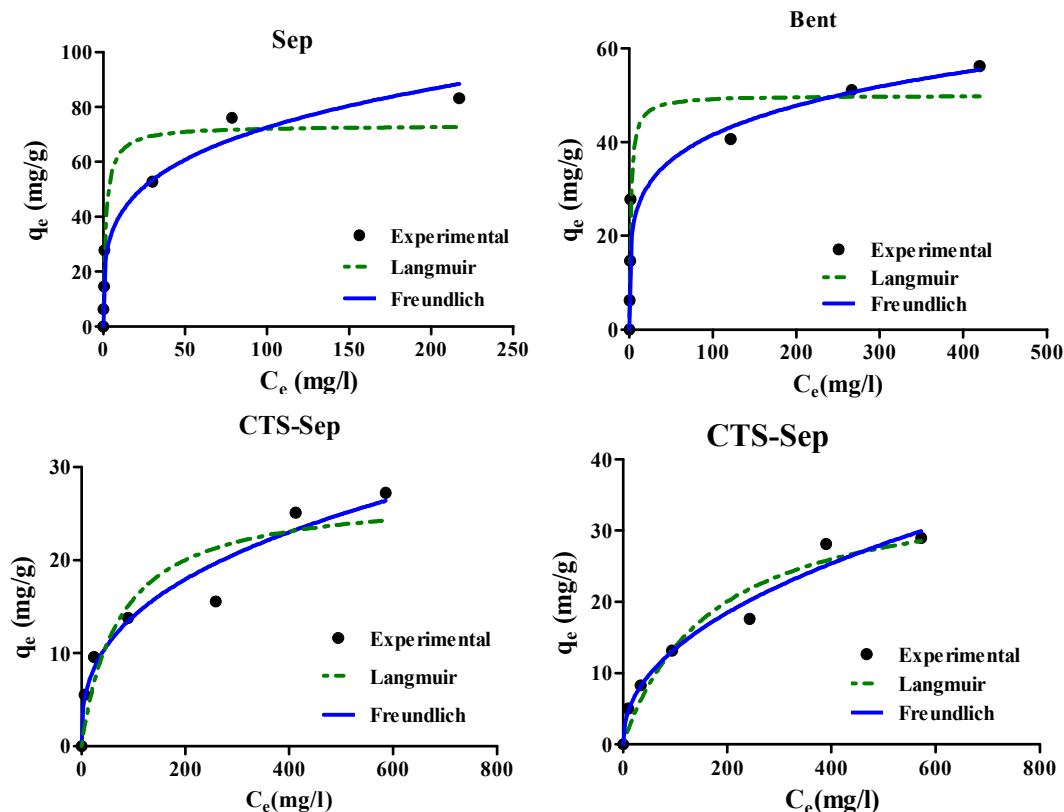 Sep
100
80
60
40
20
0
qe (mg/g)
Experimental
Langmuir
Freundlich
0 50 100 150 200 250
Ce (mg/l)
Bent
60
40
20
0
qe (mg/g)
Experimental
Langmuir
Freundlich
0 100 200 300 400 500
Ce(mg/l)
CTS-Sep
30
20
10
0
qe (mg/g)
Experimental
Langmuir
Freundlich
0 200 400 600 800
Ce(mg/l)
CTS-Sep
40
30
20
10
0
qe (mg/g)
Experimental
Langmuir
Freundlich
0 200 400 600 800
Ce(mg/l)